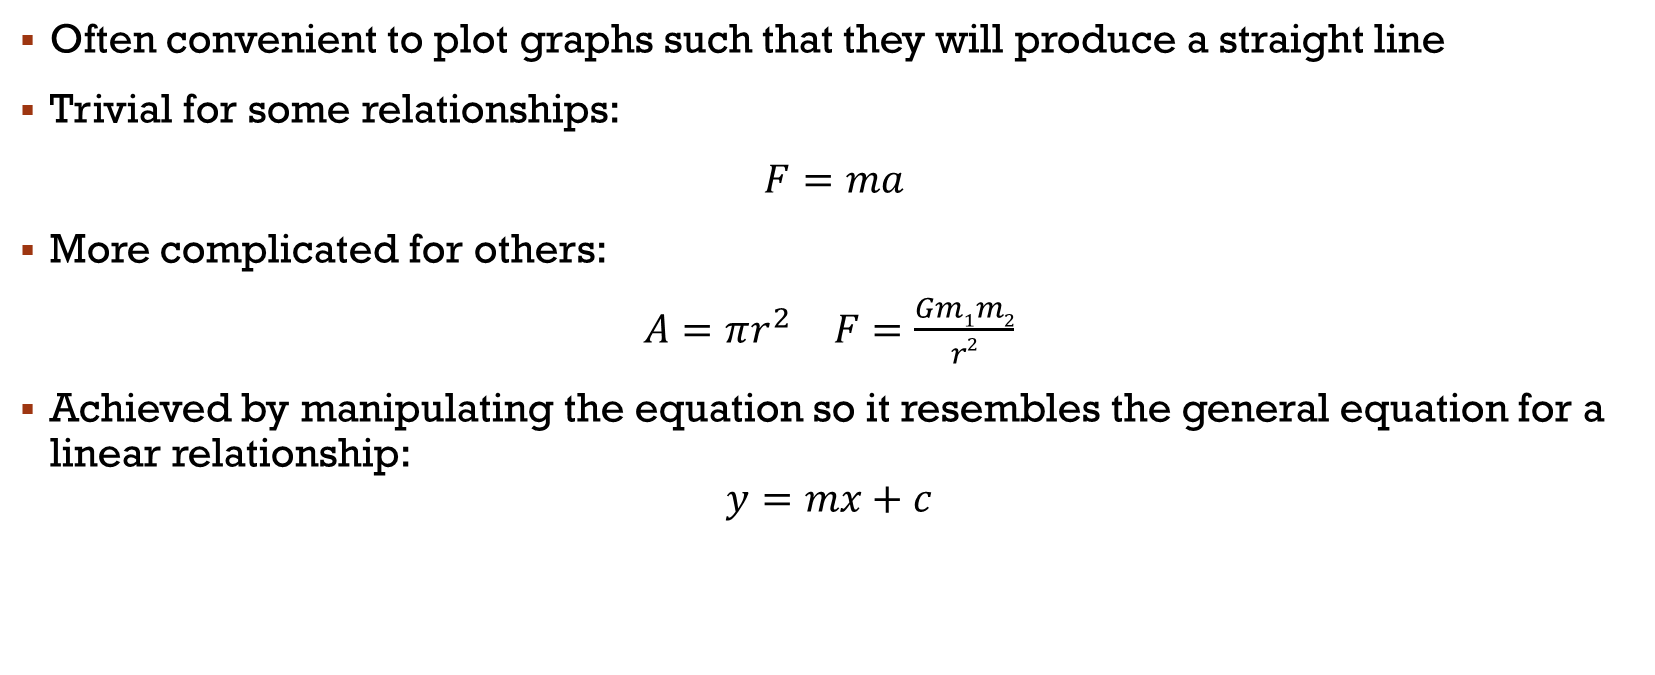 ▪ Often convenient to plot graphs such that they will produce a straight line
▪ Trivial for some relationships:
F = ma
▪ More complicated for others:
A = πr² F = Gm₁m₂/r²
▪ Achieved by manipulating the equation so it resembles the general equation for a
linear relationship:
y = mx + c